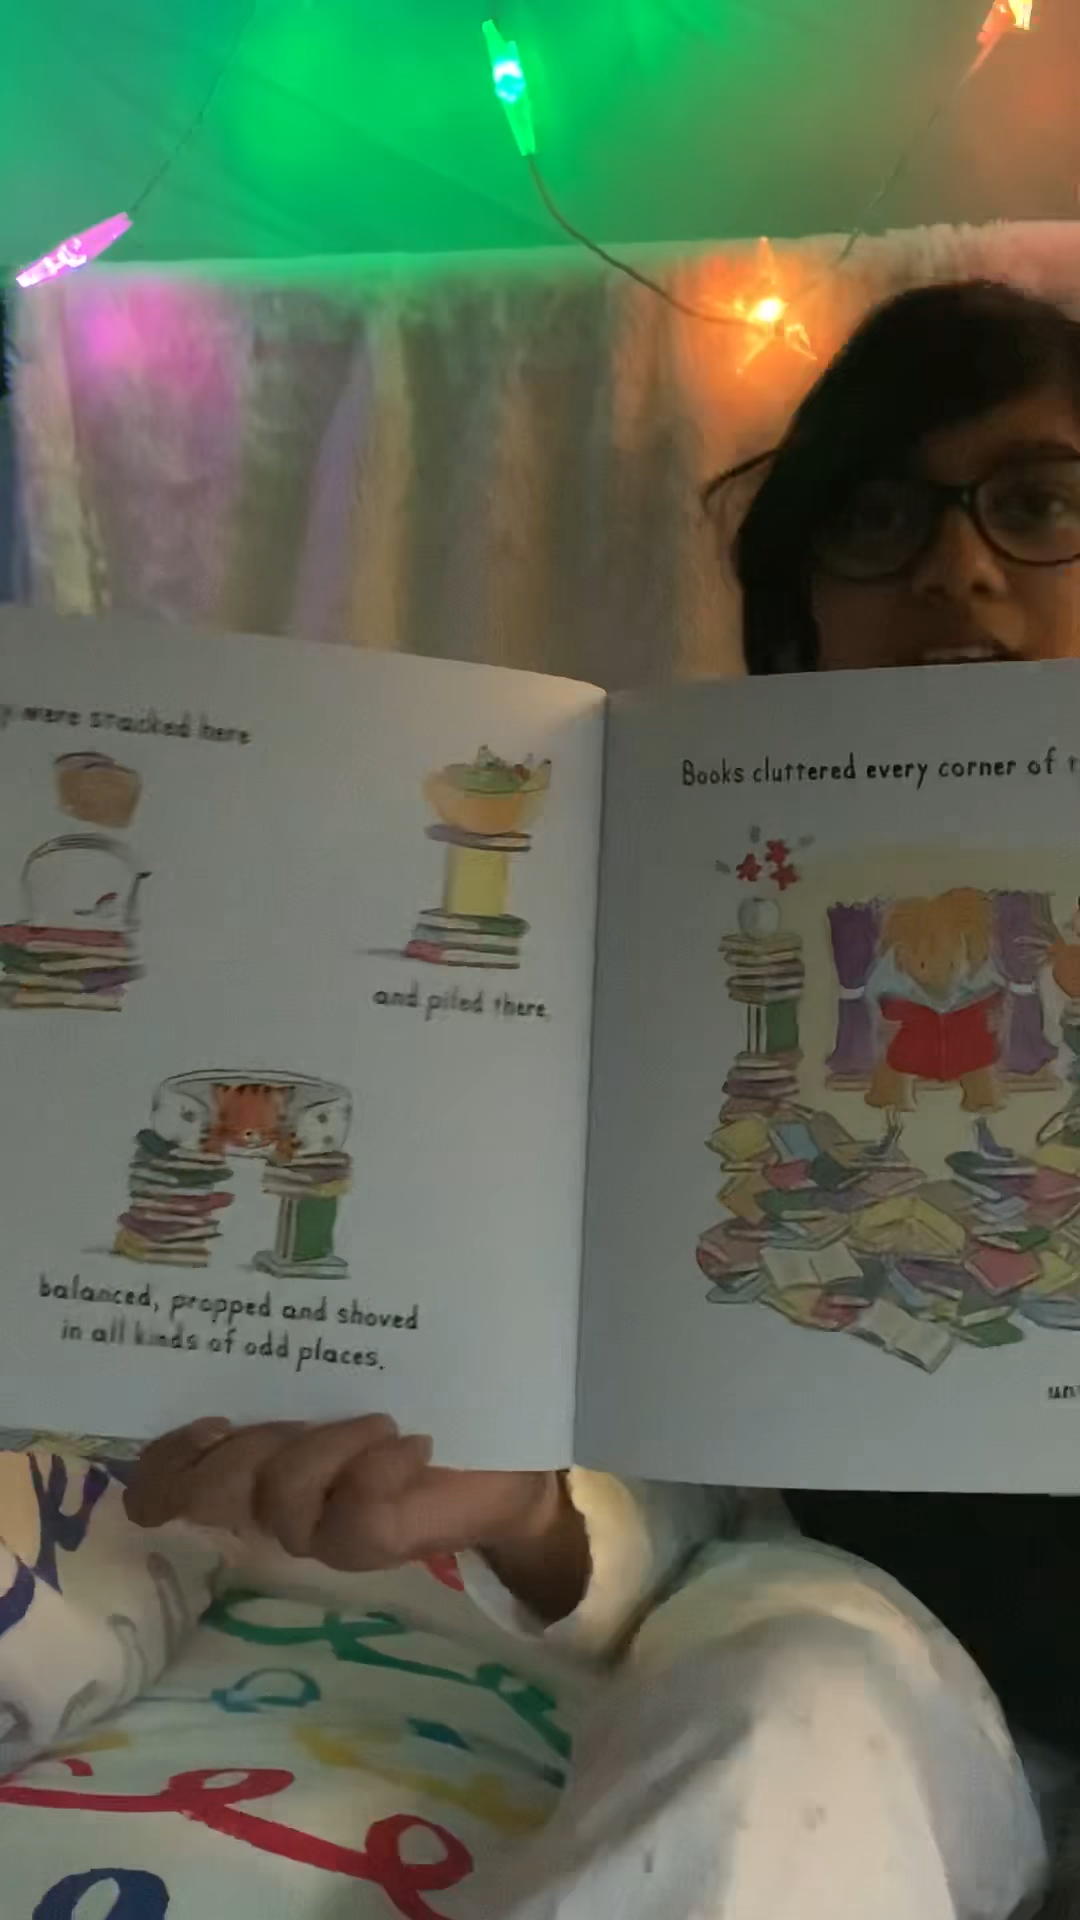 were stacked here
and piled there,
balanced, propped and shoved
in all kinds of odd places.
Books cluttered every corner of